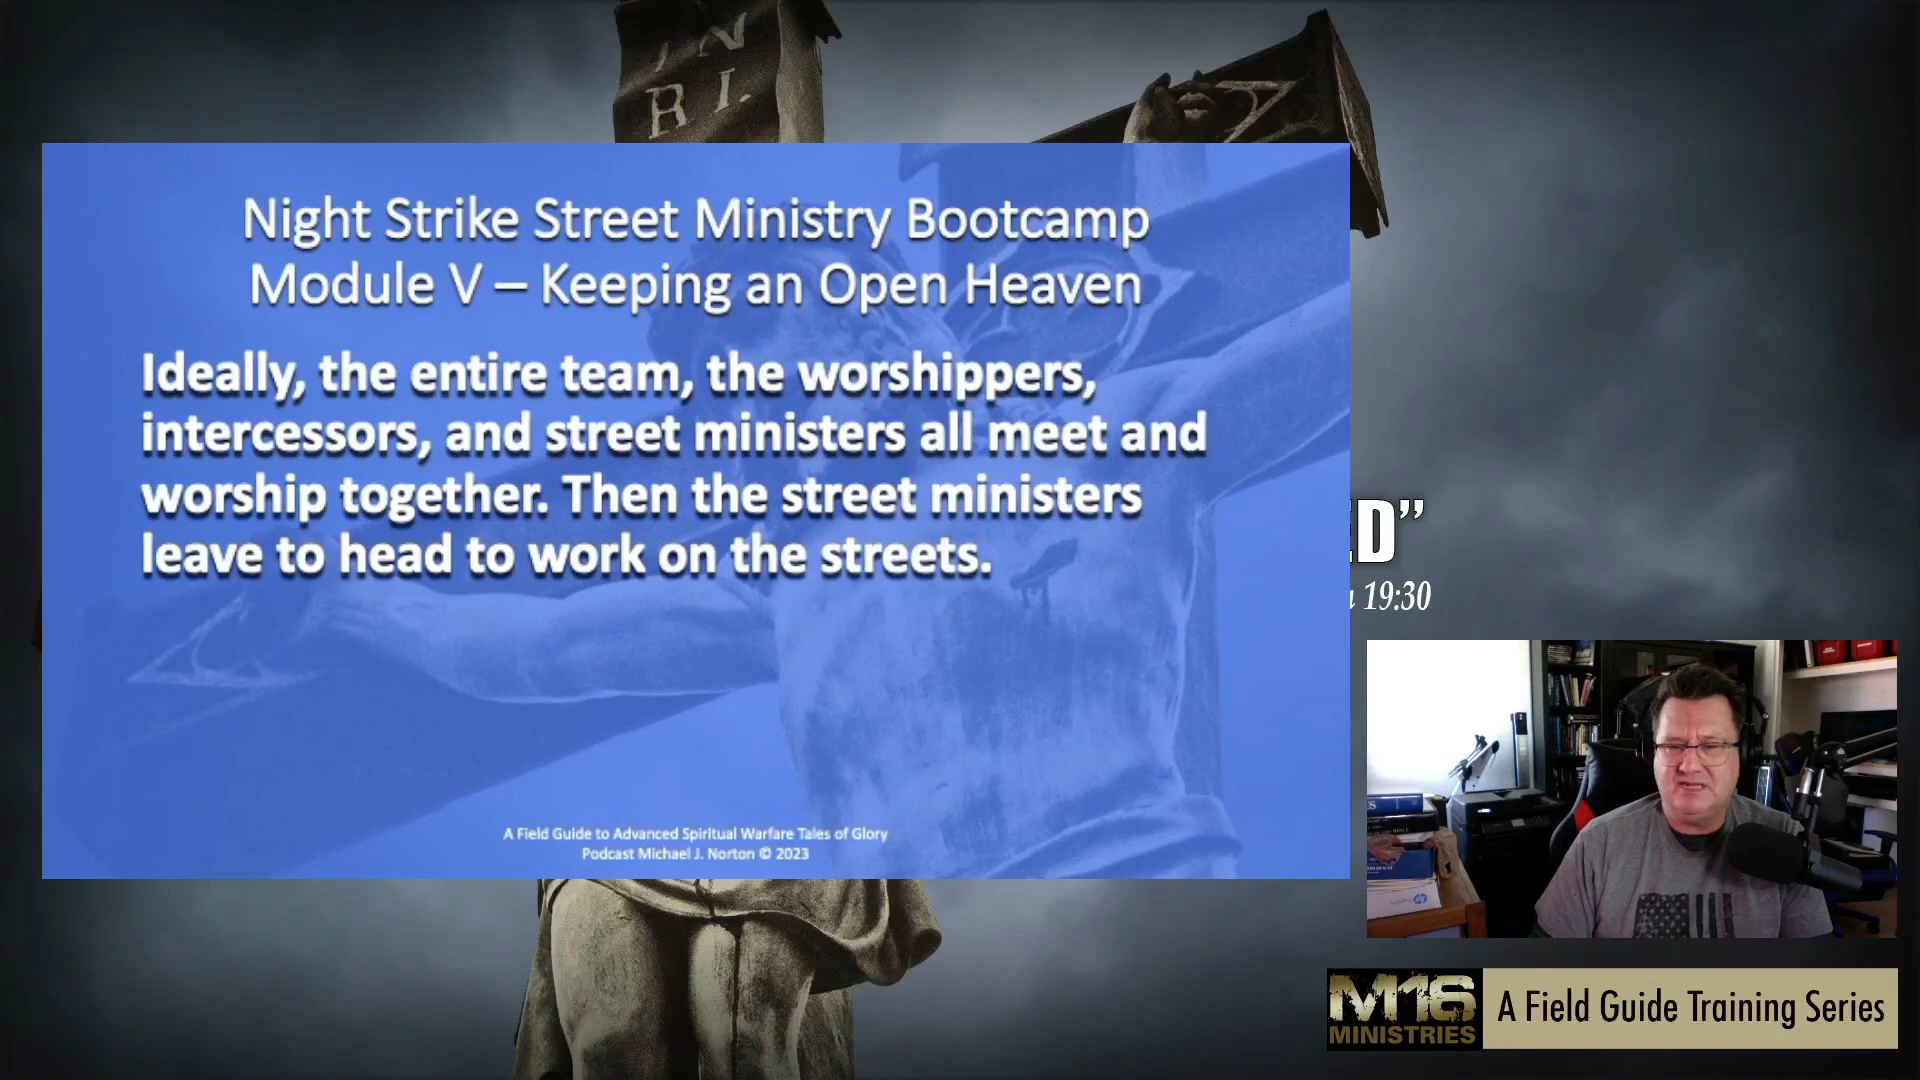 IN
RI.
Night Strike Street Ministry Bootcamp
Module V – Keeping an Open Heaven
Ideally, the entire team, the worshippers,
intercessors, and street ministers all meet and
worship together. Then the street ministers
leave to head to work on the streets.
A Field Guide to Advanced Spiritual Warfare Tales of Glory
Podcast Michael J. Norton © 2023
ED”
19:30
M16
MINISTRIES
A Field Guide Training Series